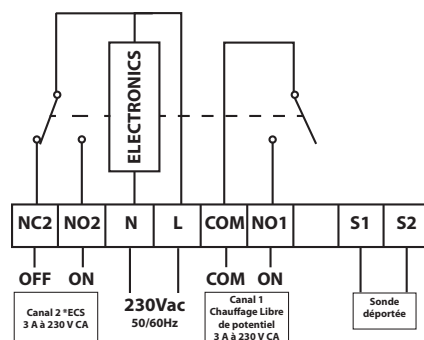 ELECTRONICS
NC2 NO2 N L COM NO1 S1 S2
OFF ON COM ON
Canal 2 *ECS
3 A à 230 V CA
230Vac
50/60Hz
Canal 1
Chauffage Libre
de potentiel
3 A à 230 V CA
Sonde
déportée